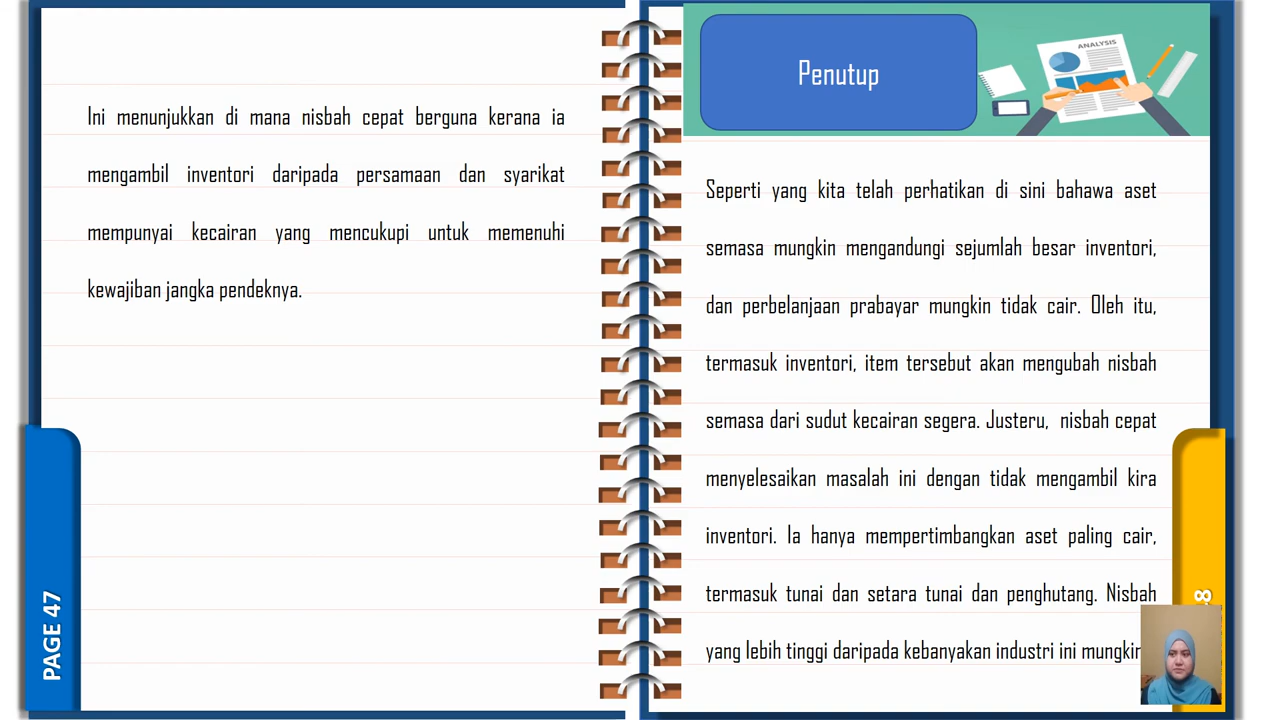 Ini menunjukkan di mana nisbah cepat berguna kerana ia
mengambil inventori daripada persamaan dan syarikat
mempunyai kecairan yang mencukupi untuk memenuhi
kewajiban jangka pendeknya.
PAGE 47
Penutup
ANALYSIS
Seperti yang kita telah perhatikan di sini bahawa aset
semasa mungkin mengandungi sejumlah besar inventori,
dan perbelanjaan prabayar mungkin tidak cair. Oleh itu,
termasuk inventori, item tersebut akan mengubah nisbah
semasa dari sudut kecairan segera. Justeru, nisbah cepat
menyelesaikan masalah ini dengan tidak mengambil kira
inventori. Ia hanya mempertimbangkan aset paling cair,
termasuk tunai dan setara tunai dan penghutang. Nisbah
yang lebih tinggi daripada kebanyakan industri ini mungkin